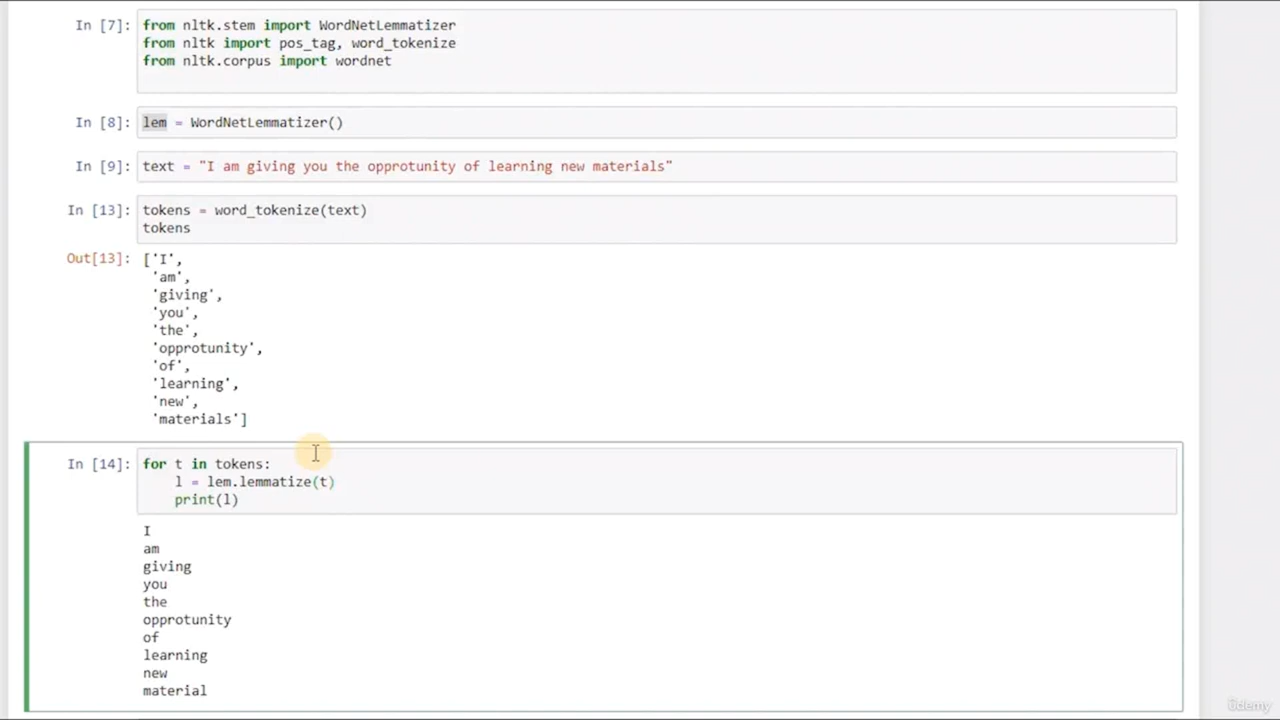 In [7]: from nltk.stem import WordNetLemmatizer
from nltk import pos_tag, word_tokenize
from nltk.corpus import wordnet
In [8]: lem = WordNetLemmatizer()
In [9]: text = "I am giving you the opprotunity of learning new materials"
In [13]: tokens = word_tokenize(text)
tokens
Out[13]: ['I',
'am',
'giving',
'you',
'the',
'opprotunity',
'of',
'learning',
'new',
'materials']
In [14]: for t in tokens:
    l = lem.lemmatize(t)
    print(l)
I
am
giving
you
the
opprotunity
of
learning
new
material
ûdemy